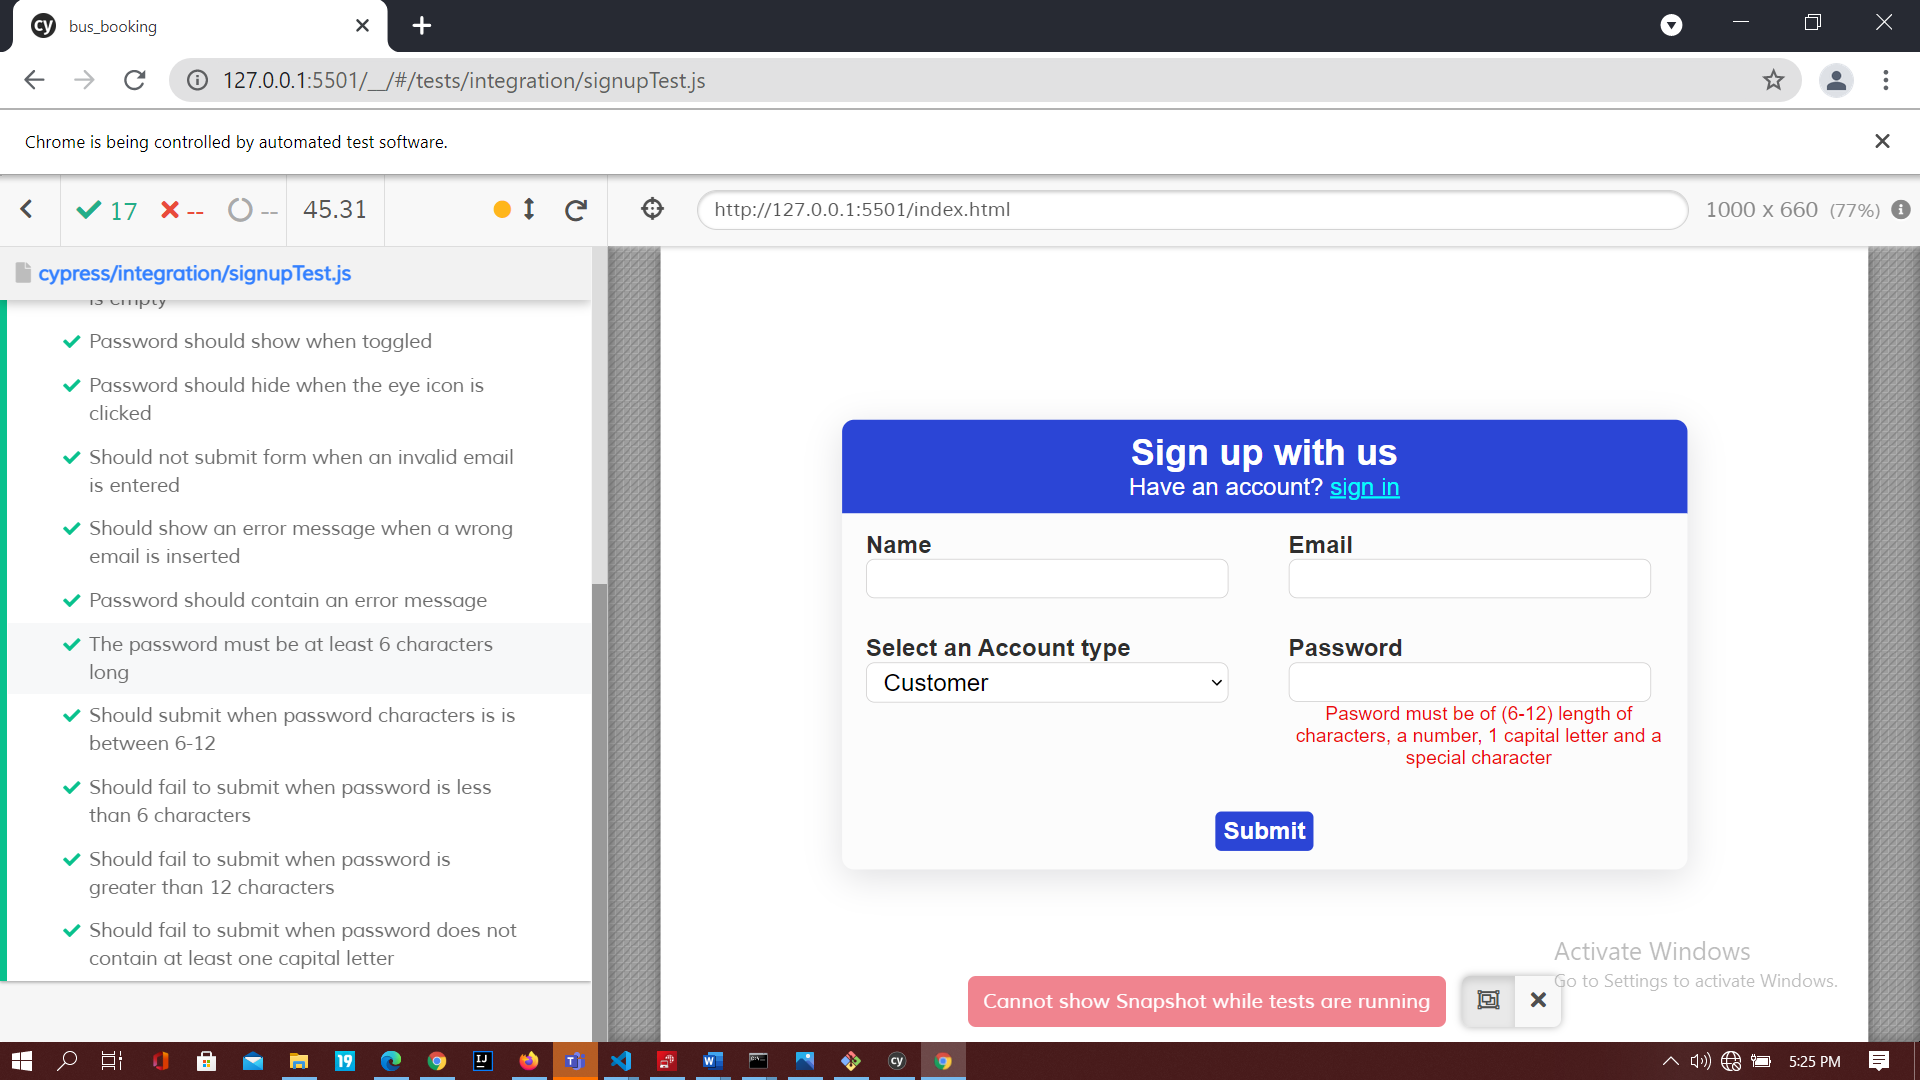 cy bus_booking
127.0.0.1:5501/__/#/tests/integration/signupTest.js
Chrome is being controlled by automated test software.
17 -- -- 45.31
http://127.0.0.1:5501/index.html
1000 x 660 (77%)
cypress/integration/signupTest.js
is empty
Password should show when toggled
Password should hide when the eye icon is
clicked
Should not submit form when an invalid email
is entered
Should show an error message when a wrong
email is inserted
Password should contain an error message
The password must be at least 6 characters
long
Should submit when password characters is is
between 6-12
Should fail to submit when password is less
than 6 characters
Should fail to submit when password is
greater than 12 characters
Should fail to submit when password does not
contain at least one capital letter
Sign up with us
Have an account? sign in
Name
Email
Select an Account type
Customer
Password
Pasword must be of (6-12) length of
characters, a number, 1 capital letter and a
special character
Submit
Cannot show Snapshot while tests are running
Activate Windows
Go to Settings to activate Windows.
19
IJ
T
W
cy
5:25 PM